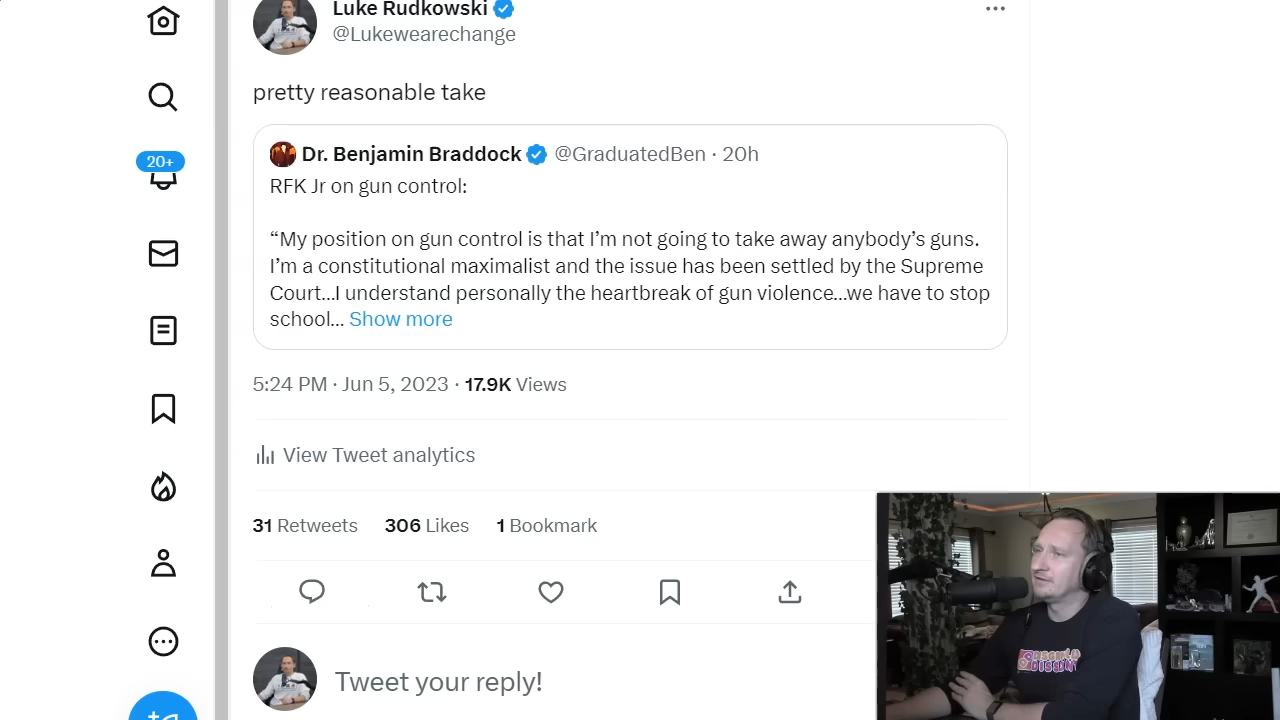 Luke Rudkowski
@Lukewearechange
pretty reasonable take
20+
Dr. Benjamin Braddock @GraduatedBen · 20h
RFK Jr on gun control:
“My position on gun control is that I’m not going to take away anybody’s guns.
I’m a constitutional maximalist and the issue has been settled by the Supreme
Court...I understand personally the heartbreak of gun violence...we have to stop
school... Show more
5:24 PM · Jun 5, 2023 · 17.9K Views
View Tweet analytics
31 Retweets 306 Likes 1 Bookmark
Tweet your reply!